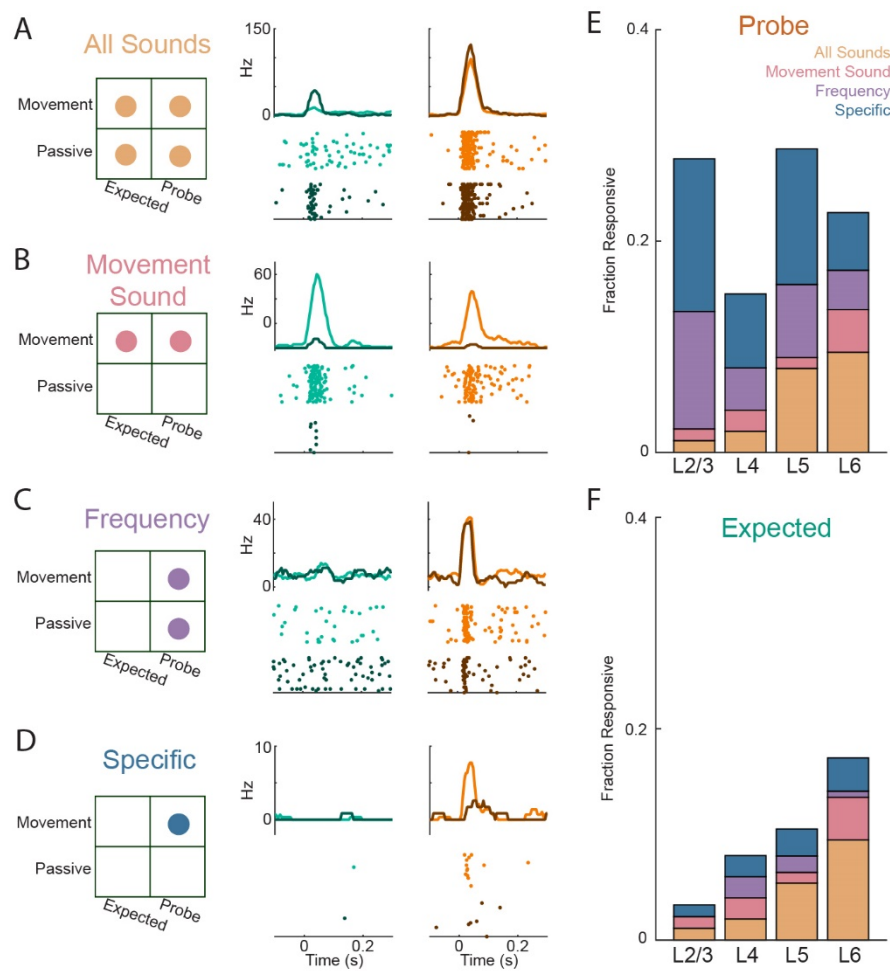 A
All Sounds
Movement
Passive
Expected
Probe
Hz
150
0
B
Movement
Sound
Movement
Passive
Expected
Probe
Hz
60
0
C
Frequency
Movement
Passive
Expected
Probe
Hz
40
0
D
Specific
Movement
Passive
Expected
Probe
Hz
10
0
0 0.2
Time (s)
0 0.2
Time (s)
E
Probe
All Sounds
Movement Sound
Frequency
Specific
Fraction Responsive
0.4
0.2
0
L2/3 L4 L5 L6
F
Expected
Fraction Responsive
0.4
0.2
0
L2/3 L4 L5 L6